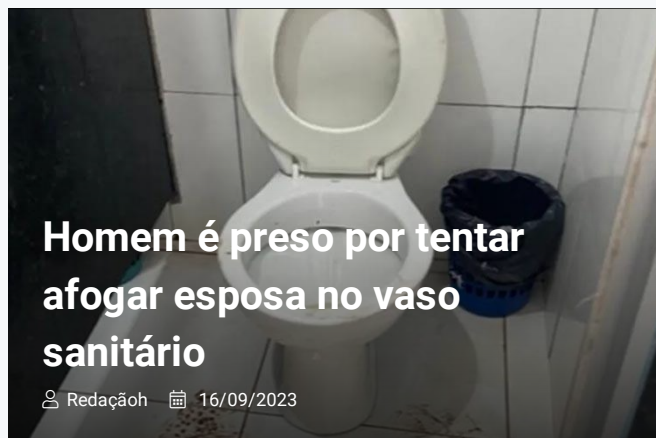 Homem é preso por tentar
afogar esposa no vaso
sanitário
Redaçãoh 16/09/2023